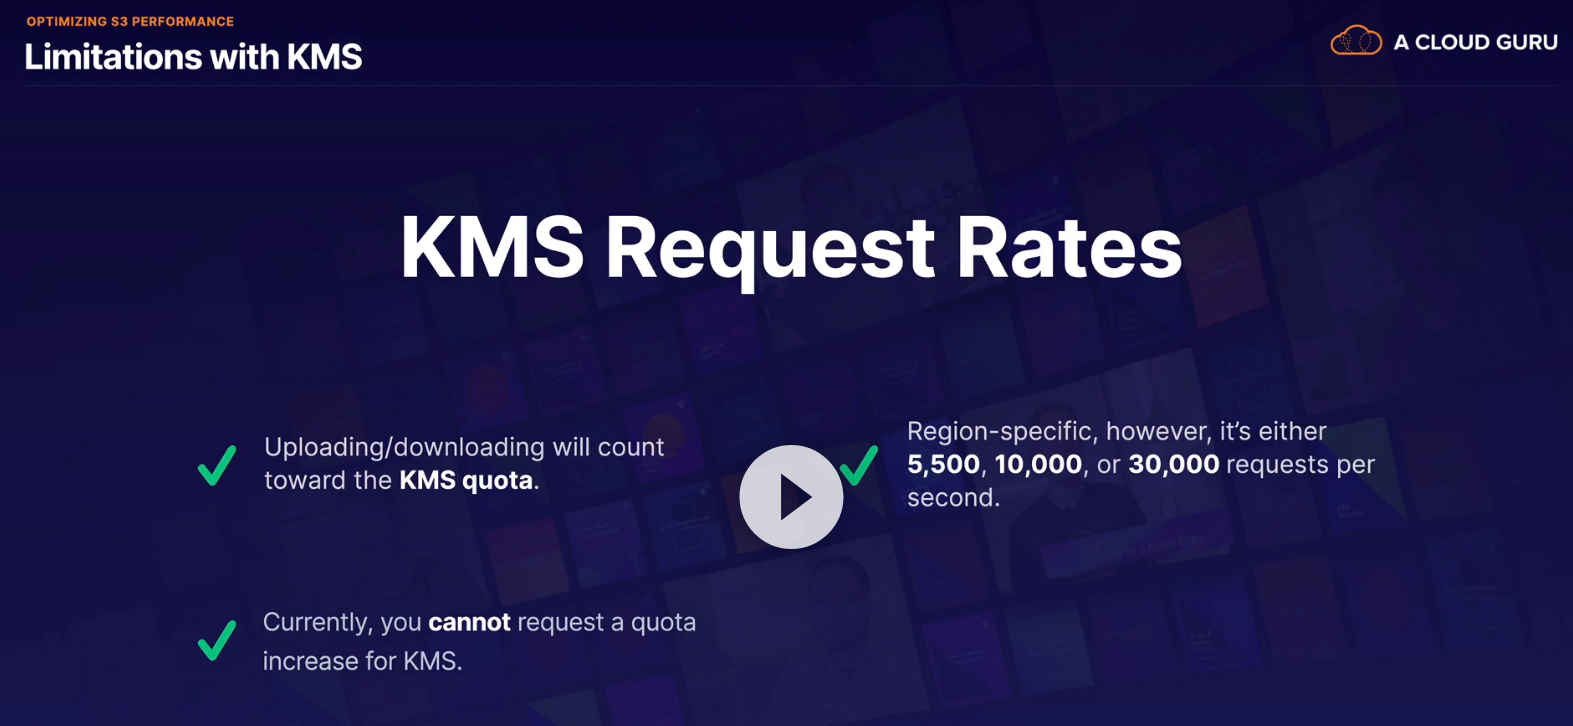 OPTIMIZING S3 PERFORMANCE
Limitations with KMS
A CLOUD GURU
KMS Request Rates
Uploading/downloading will count
toward the KMS quota.
Region-specific, however, it’s either
5,500, 10,000, or 30,000 requests per
second.
Currently, you cannot request a quota
increase for KMS.